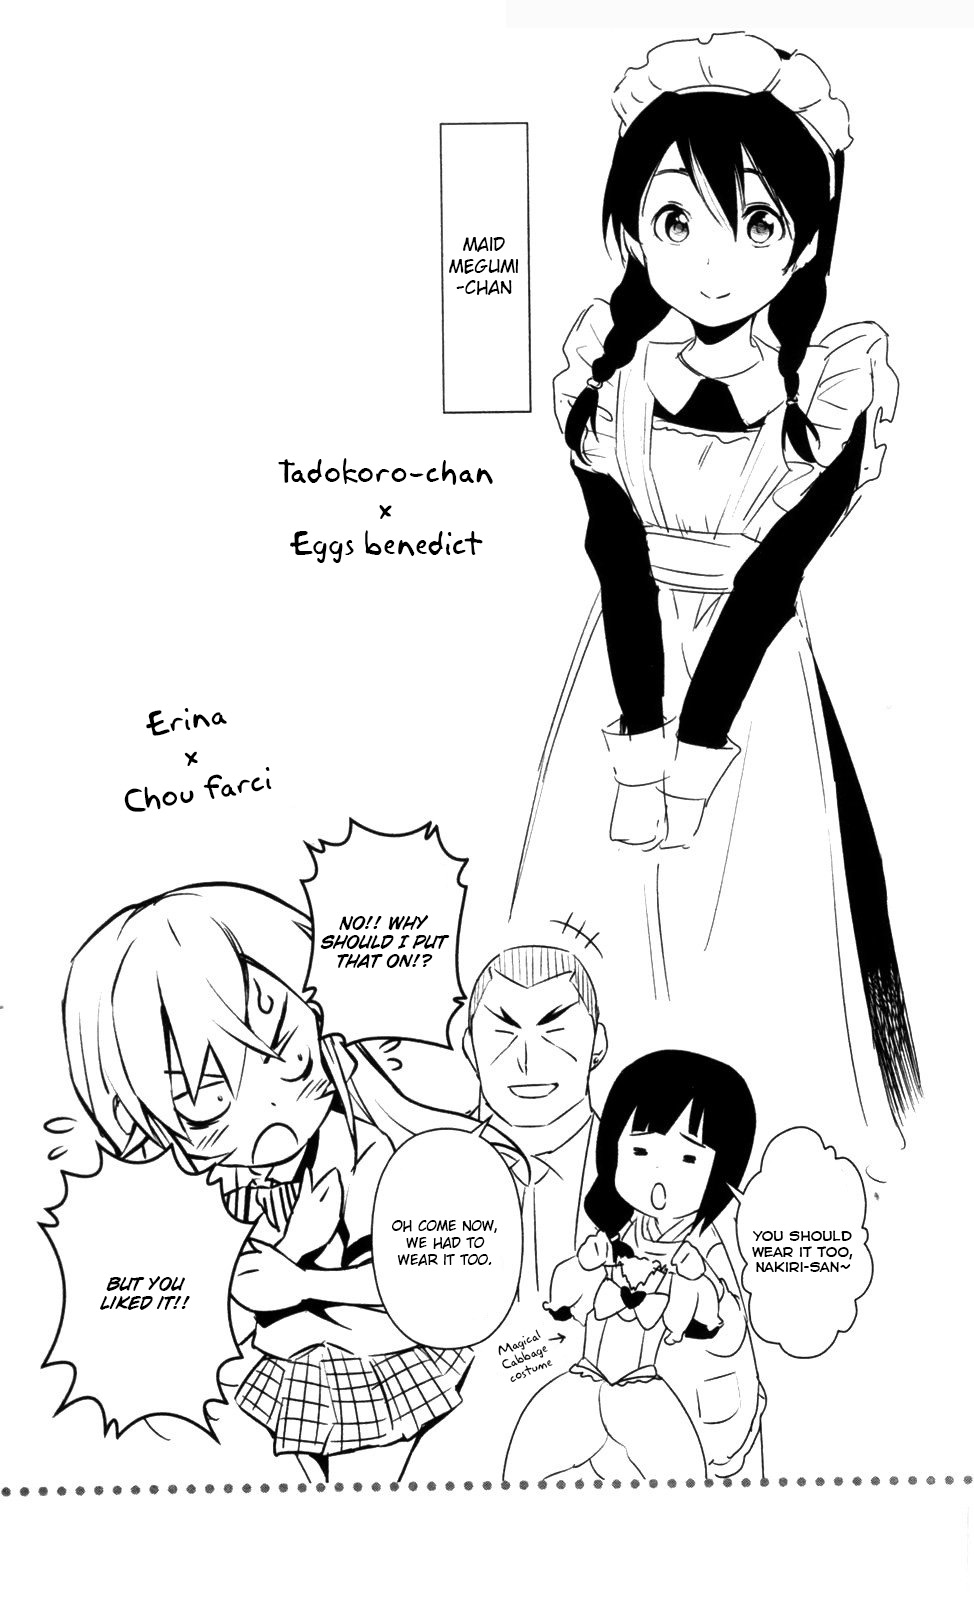 MAID
MEGUMI
-CHAN
Tadokoro-chan
x
Eggs benedict
Erina
x
Chou farci
NO!! WHY
SHOULD I PUT
THAT ON!?
OH COME NOW,
WE HAD TO
WEAR IT TOO.
YOU SHOULD
WEAR IT TOO,
NAKIRI-SAN~
BUT YOU
LIKED IT!!
Magical →
Cabbage
costume